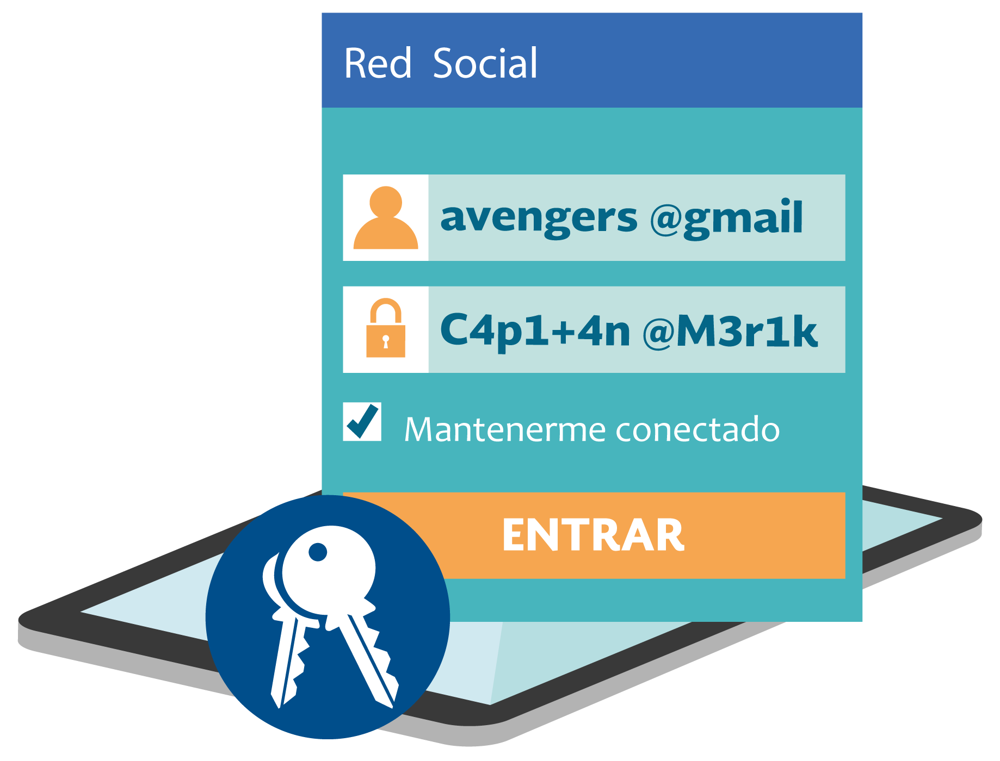 Red Social
avengers @gmail
C4p1+4n @M3r1k
Mantenerme conectado
ENTRAR